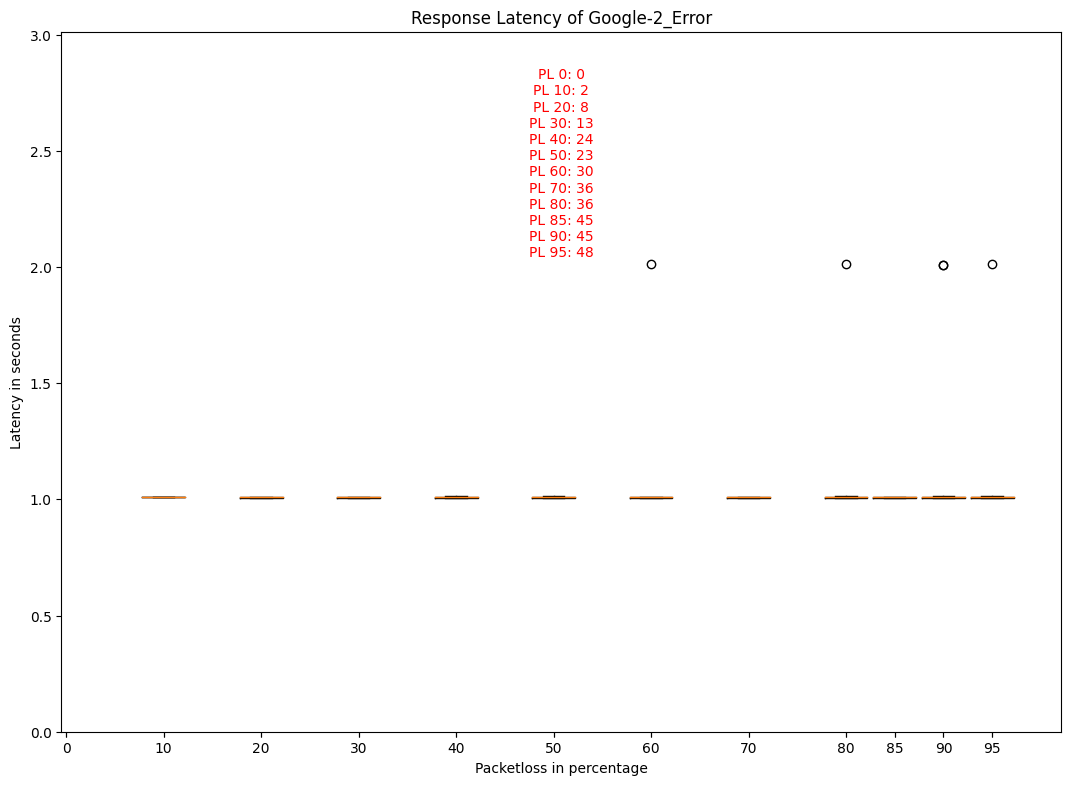 Response Latency of Google-2_Error
3.0
2.5
2.0
1.5
1.0
0.5
0.0
Latency in seconds
PL 0: 0
PL 10: 2
PL 20: 8
PL 30: 13
PL 40: 24
PL 50: 23
PL 60: 30
PL 70: 36
PL 80: 36
PL 85: 45
PL 90: 45
PL 95: 48
0 10 20 30 40 50 60 70 80 85 90 95
Packetloss in percentage